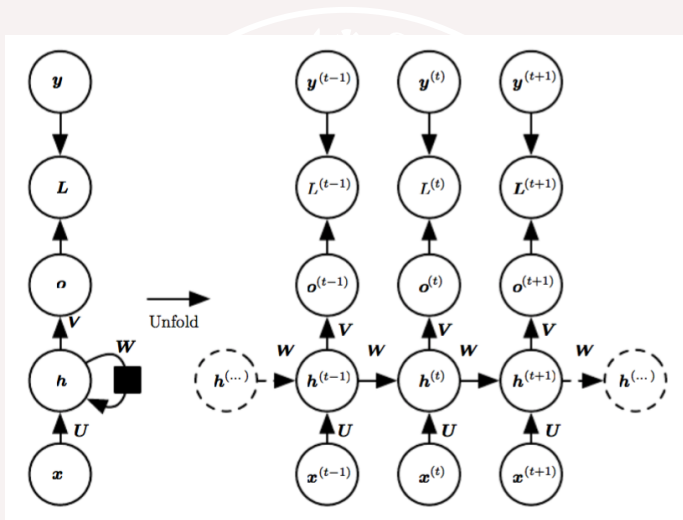 y y^(t−1) y^(t) y^(t+1)
L L^(t−1) L^(t) L^(t+1)
o o^(t−1) o^(t) o^(t+1)
Unfold
V V V V
W W W W W
h h^(...) h^(t−1) h^(t) h^(t+1) h^(...)
U U U U
x x^(t−1) x^(t) x^(t+1)